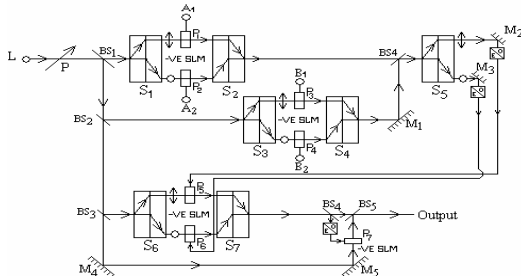 A₁
M₂
L
P
BS₁
P₁
-VE SLM
BS4
M₃
S₁
P₂
S₂
B₁
S₅
A₂
P₃
BS₂
-VE SLM
P₄
M₁
S₃
S₄
B₂
P₅
BS₃
-VE SLM
BS₄
BS₅
Output
P₆
P₇
S₆
S₇
-VE SLM
M₄
M₅